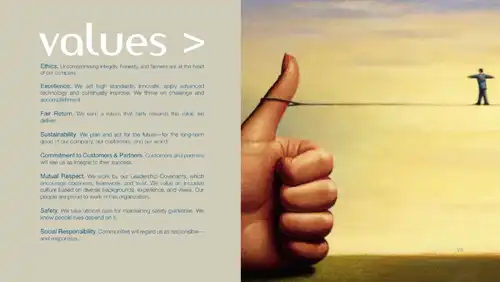 values >
Ethics. Uncompromising integrity, honesty, and fairness are at the heart
of our company.
Excellence. We set high standards, innovate, apply advanced
technology and continually improve. We thrive on challenge and
accomplishment.
Fair Return. We earn a return that fairly rewards the value we
deliver.
Sustainability. We plan and act for the future—for the long-term
good of our company, our customers, and our world.
Commitment to Customers & Partners. Customers and partners
will see us as integral to their success.
Mutual Respect. We work by our Leadership Covenants, which
encourage openness, teamwork, and trust. We value an inclusive
culture based on diverse backgrounds, experience, and views. Our
people are proud to work in this organization.
Safety. We take utmost care for maintaining safety guidelines. We
know people lives depend on it.
Social Responsibility. Communities will regard us as responsible—
and responsive.